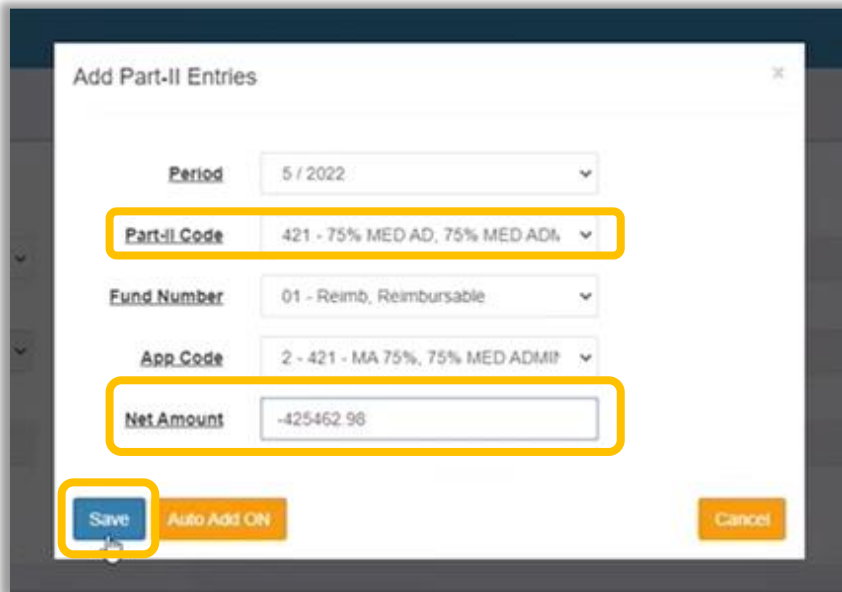 Add Part-II Entries ×
Period 5 / 2022
Part-II Code 421 - 75% MED AD, 75% MED ADM
Fund Number 01 - Reimb, Reimbursable
App Code 2 - 421 - MA 75%, 75% MED ADMIN
Net Amount -425462.98
Save Auto Add ON Cancel